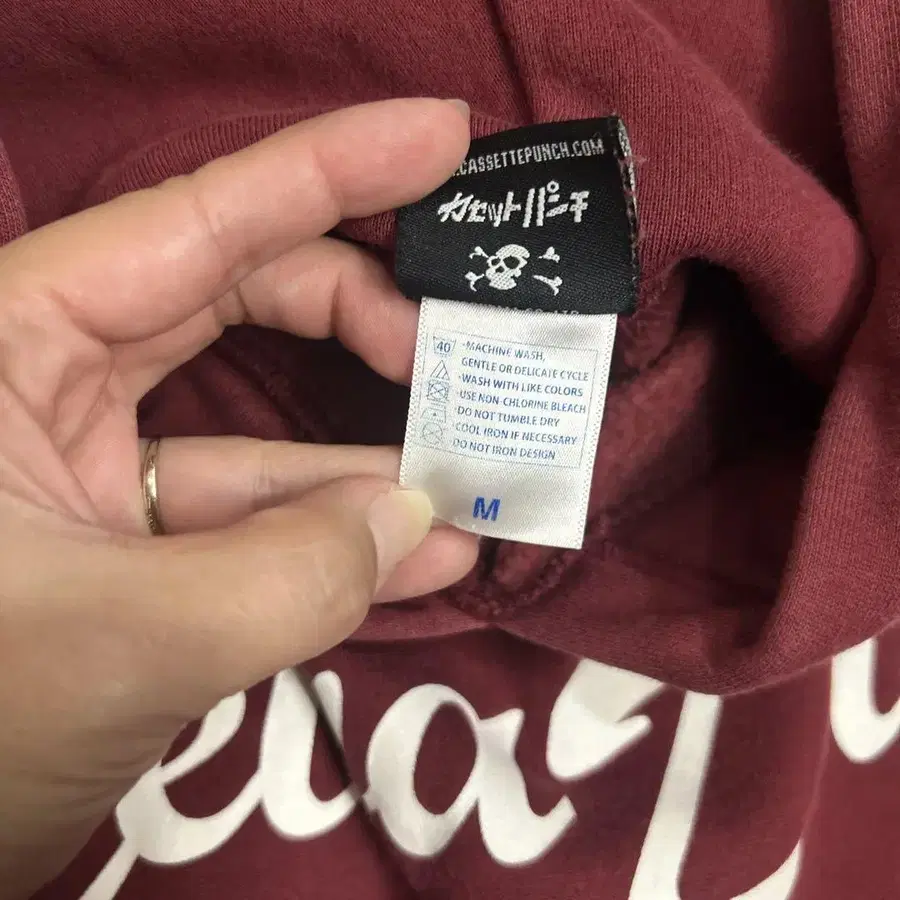 .CASSETTEPUNCH.COM
カセットパンチ
40
-MACHINE WASH,
GENTLE OR DELICATE CYCLE
-WASH WITH LIKE COLORS
USE NON-CHLORINE BLEACH
DO NOT TUMBLE DRY
COOL IRON IF NECESSARY
DO NOT IRON DESIGN
M